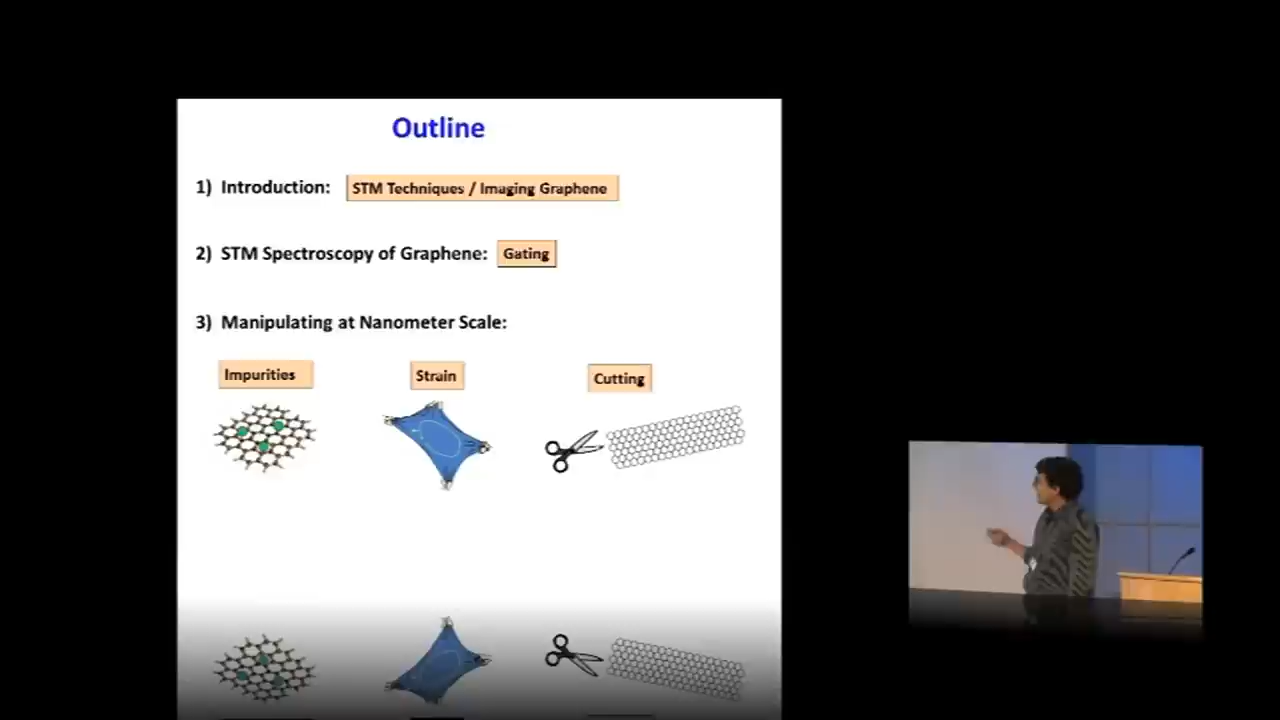 Outline
1) Introduction: STM Techniques / Imaging Graphene
2) STM Spectroscopy of Graphene: Gating
3) Manipulating at Nanometer Scale:
Impurities Strain Cutting